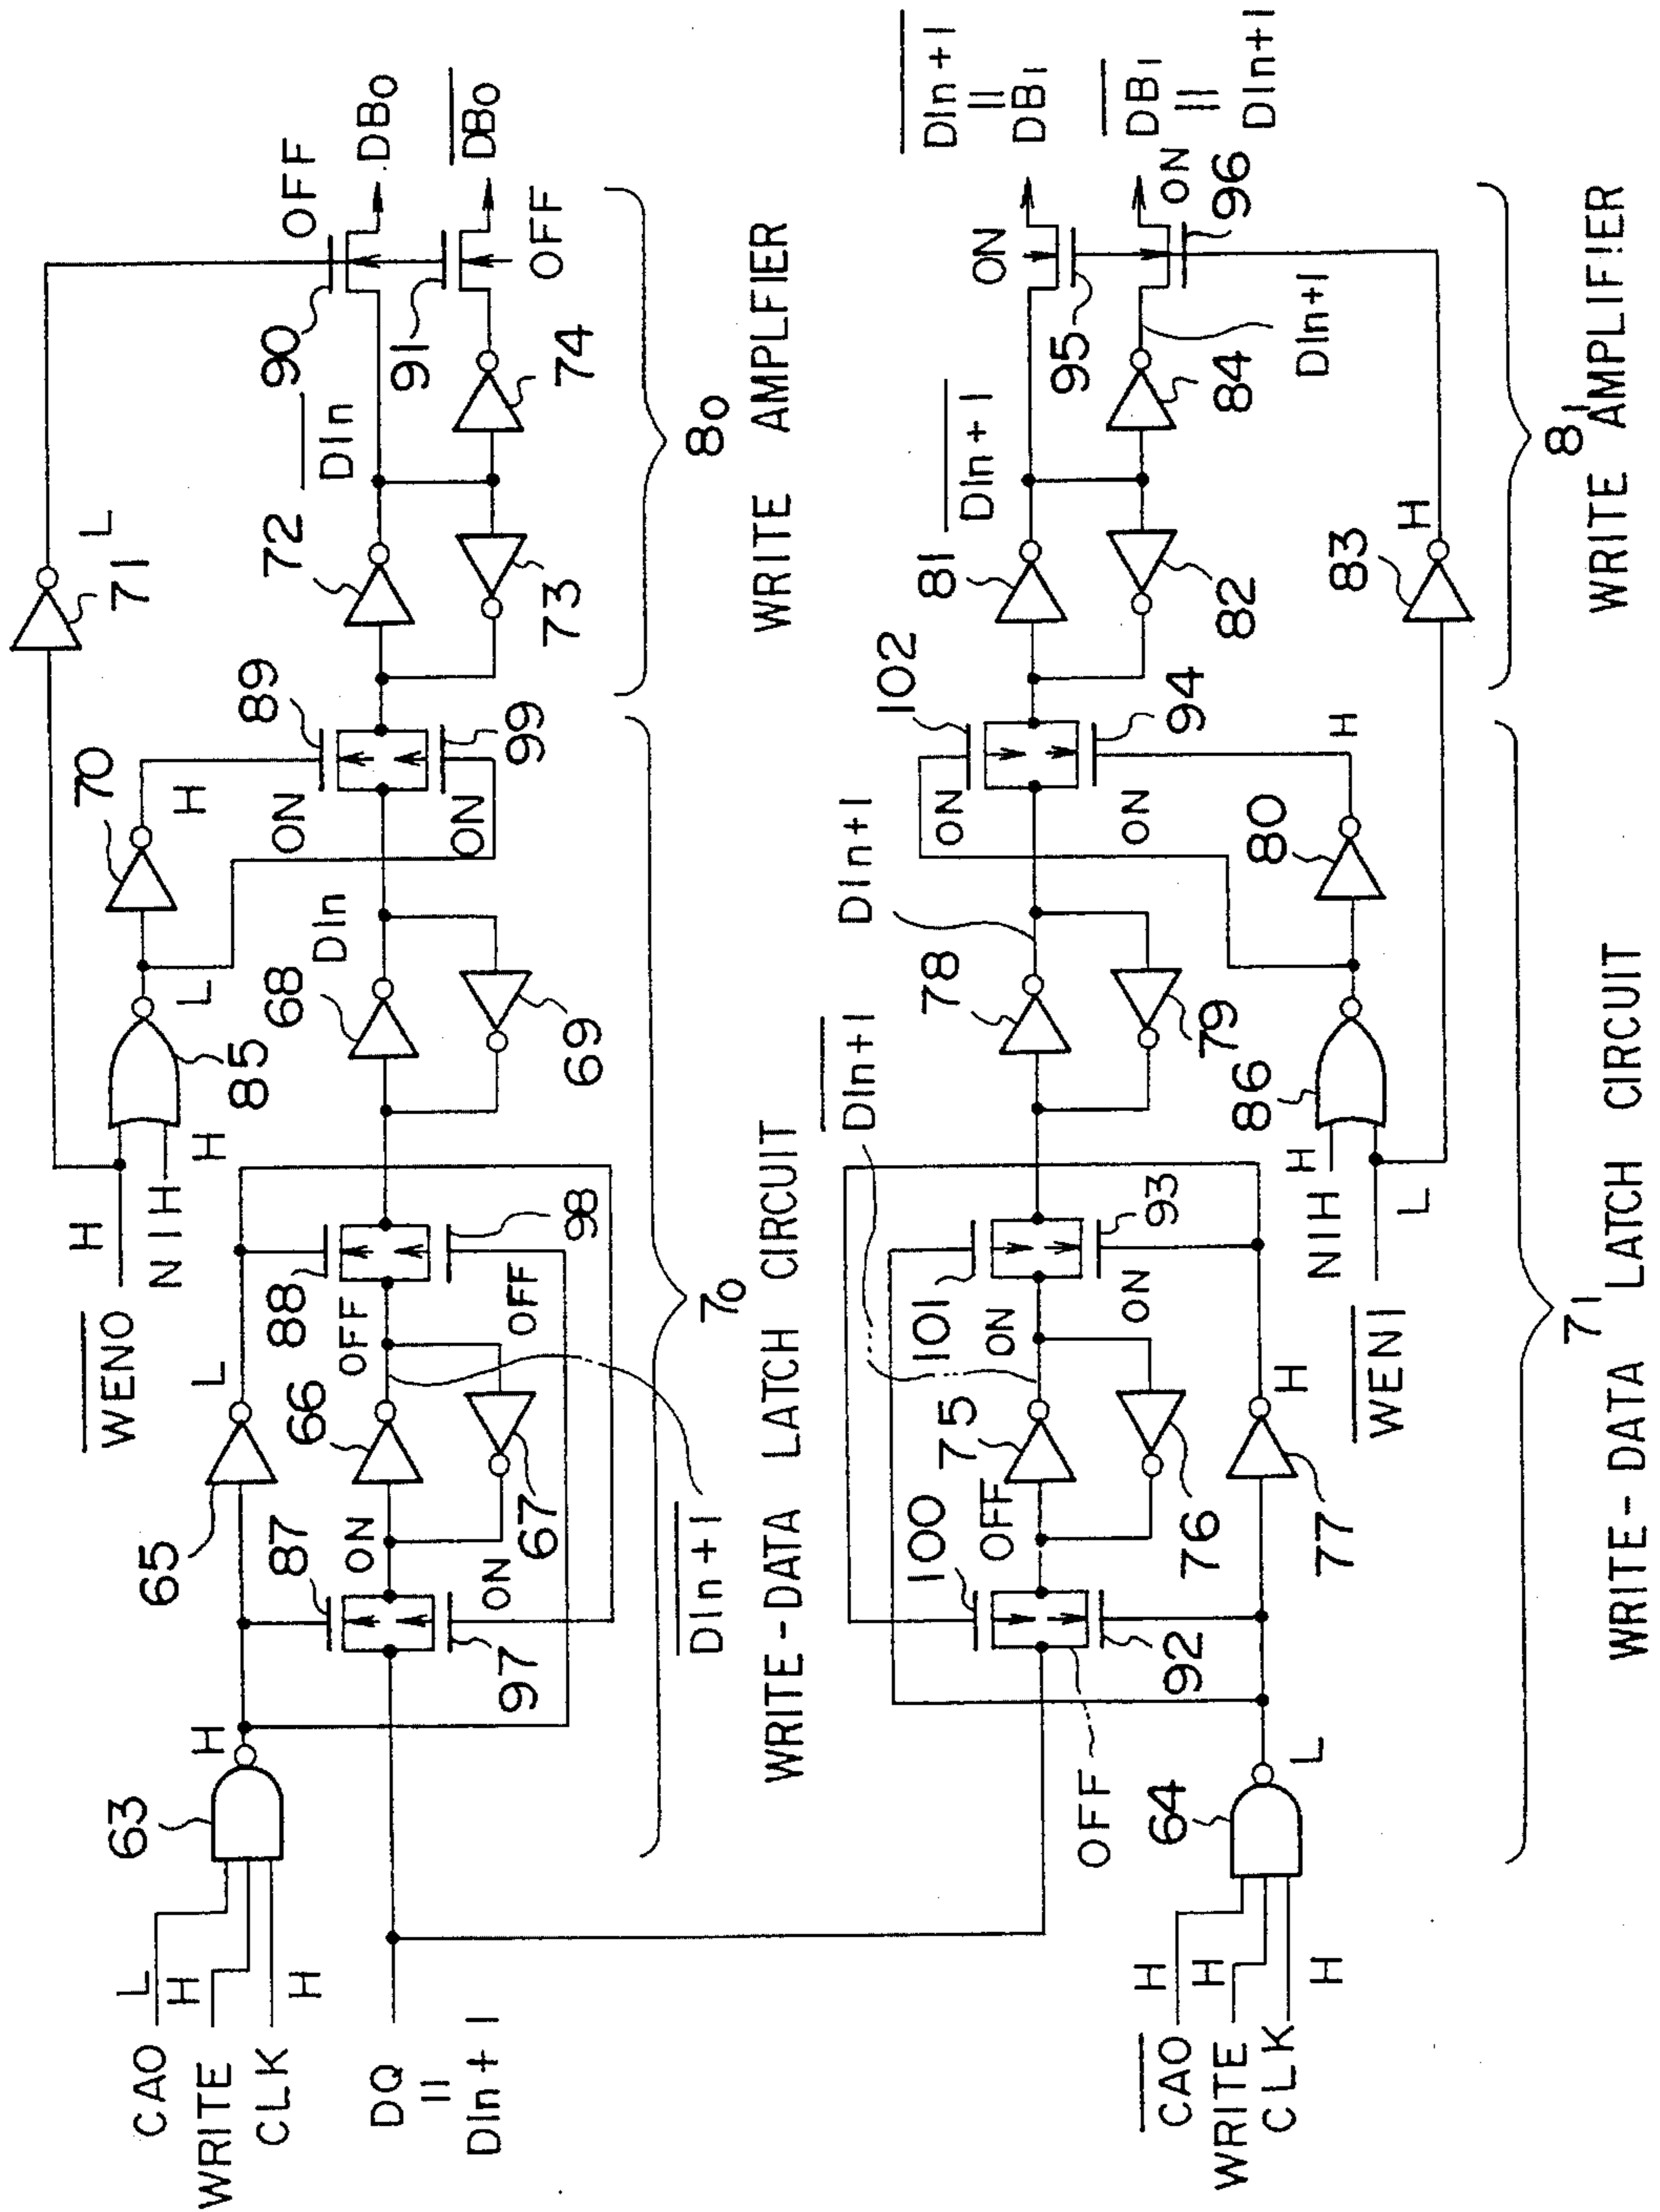 WEN0 H
NIH H
85 L
70 H
71 L
CA0 L
WRITE H
CLK H
63 H
65 L
87 ON
97 ON
66
67
88 OFF
98 OFF
68 DIn
69
89 ON
99 ON
72 DIn
73
74
90 OFF
91 OFF
DB0
DB0
DQ
=
DIn+1
DIn+1
70
WRITE-DATA LATCH CIRCUIT
80
WRITE AMPLFIER
DIn+1
DIn+1
100 OFF
92 OFF
75
76
101 ON
93 ON
78
79
102 ON
94 ON
81 DIn+1
82
84 DIn+1
95 ON
96 ON
DIn+1
=
DB1
DB1
=
DIn+1
CA0 H
WRITE H
CLK H
64 L
77 H
NIH H
WEN1 L
86
80 H
83 H
71
WRITE-DATA LATCH CIRCUIT
81
WRITE AMPLIFIER